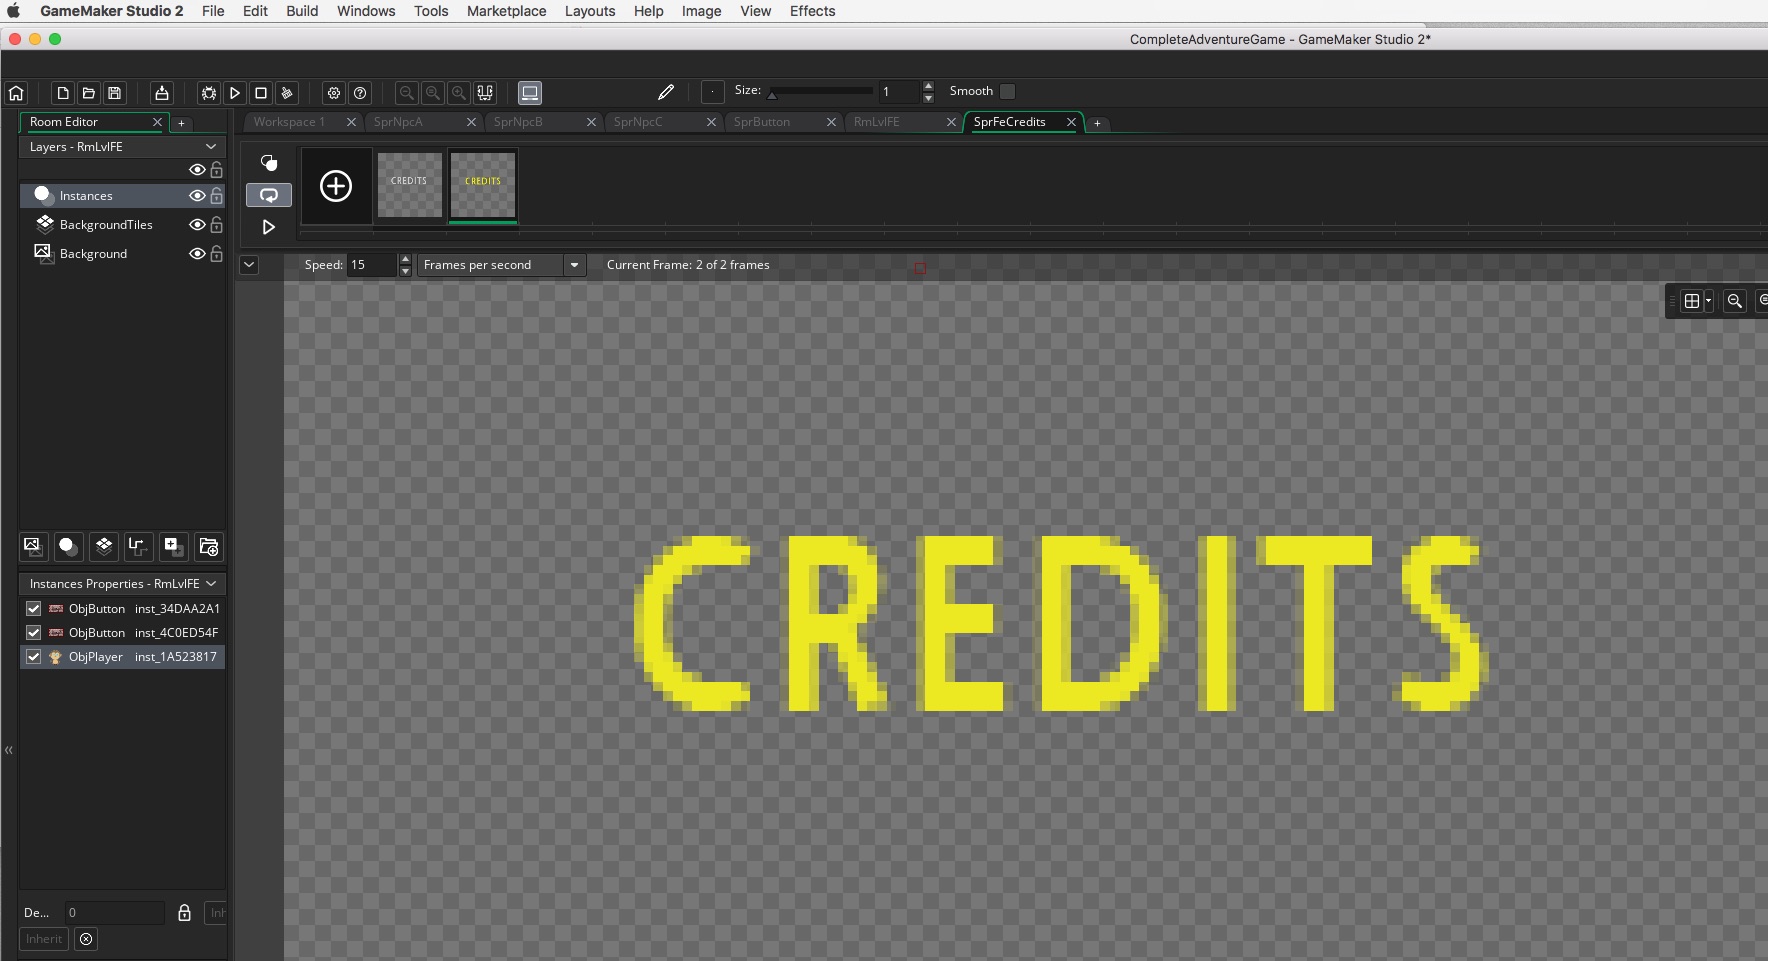 GameMaker Studio 2 File Edit Build Windows Tools Marketplace Layouts Help Image View Effects
CompleteAdventureGame - GameMaker Studio 2*
Size: 1 Smooth
Room Editor
Workspace 1 SprNpcA SprNpcB SprNpcC SprButton RmLvlFE SprFeCredits
Layers - RmLvlFE
CREDITS CREDITS
Instances
BackgroundTiles
Background
Speed: 15 Frames per second Current Frame: 2 of 2 frames
CREDITS
Instances Properties - RmLvlFE
ObjButton inst_34DAA2A1
ObjButton inst_4C0ED54F
ObjPlayer inst_1A523817
De... 0 Inh
Inherit